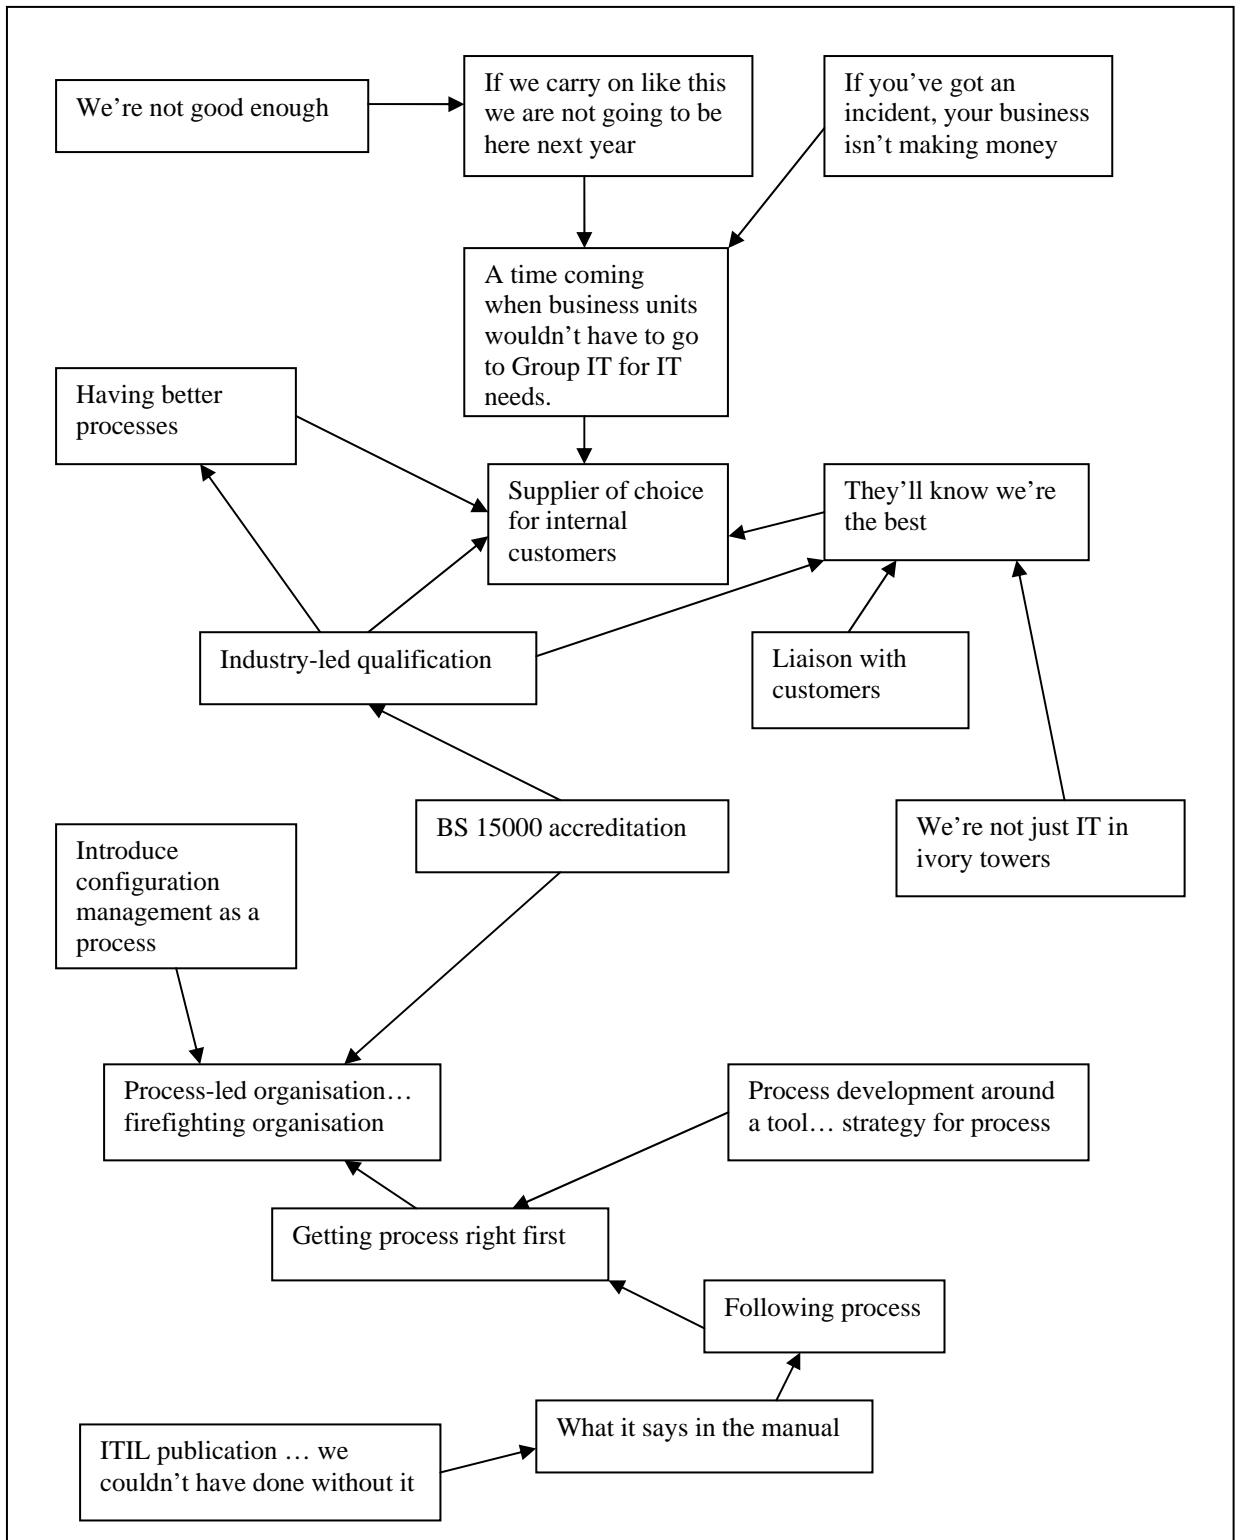 We’re not good enough
If we carry on like this
we are not going to be
here next year
If you’ve got an
incident, your business
isn’t making money
A time coming
when business units
wouldn’t have to go
to Group IT for IT
needs.
Having better
processes
Supplier of choice
for internal
customers
They’ll know we’re
the best
Industry-led qualification
Liaison with
customers
BS 15000 accreditation
We’re not just IT in
ivory towers
Introduce
configuration
management as a
process
Process-led organisation…
firefighting organisation
Process development around
a tool… strategy for process
Getting process right first
Following process
What it says in the manual
ITIL publication … we
couldn’t have done without it